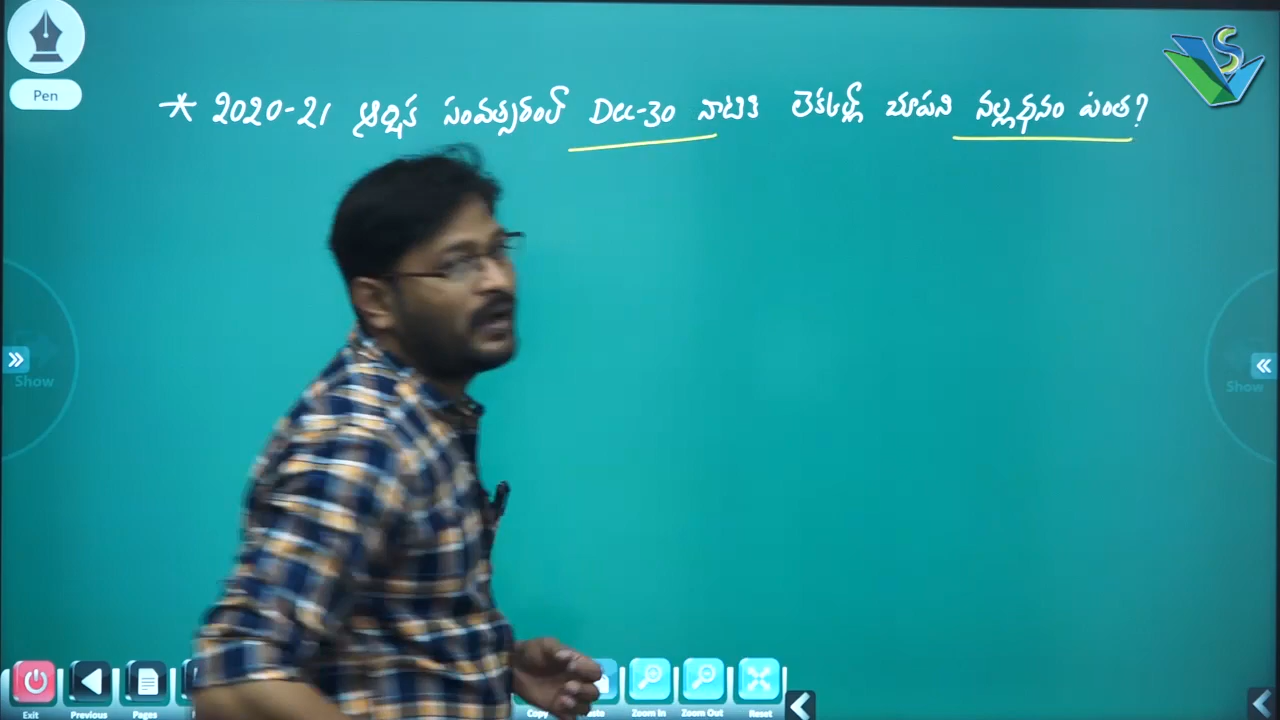 Pen
* 2020-21 ఆర్థిక సంవత్సరంలో Dec-30 నాటికి లెక్కల్లో చూపని నల్లధనం ఎంత?
Show
Show
Exit Previous Pages Copy Zoom In Zoom Out Reset